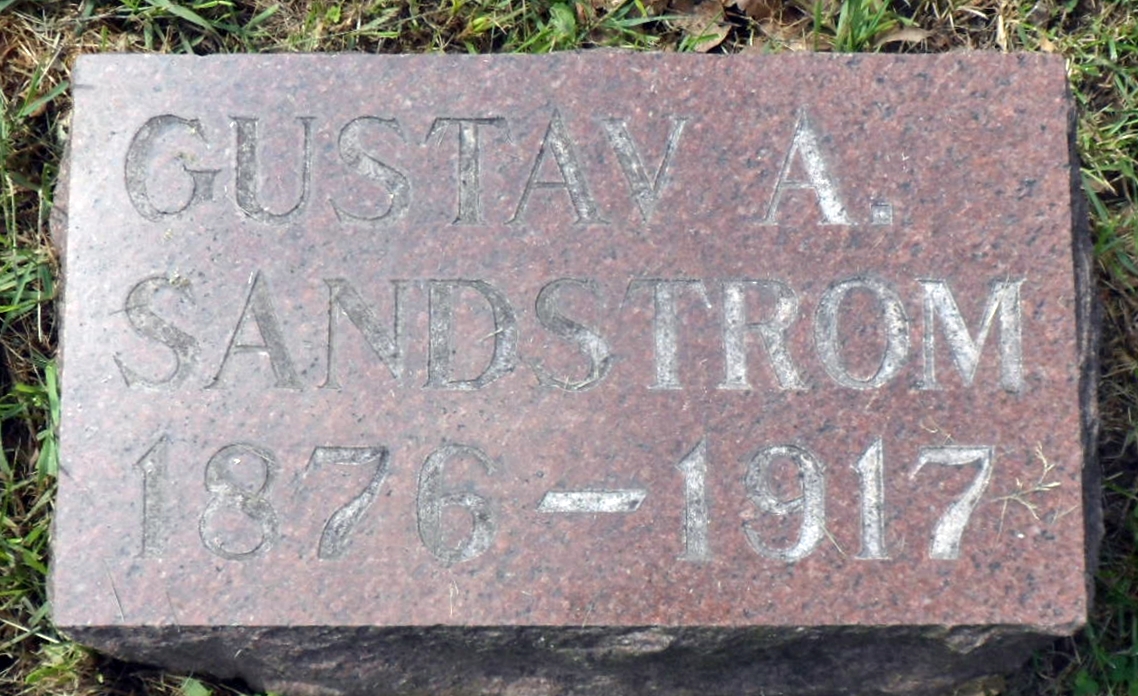 GUSTAV A.
SANDSTROM
1876 – 1917